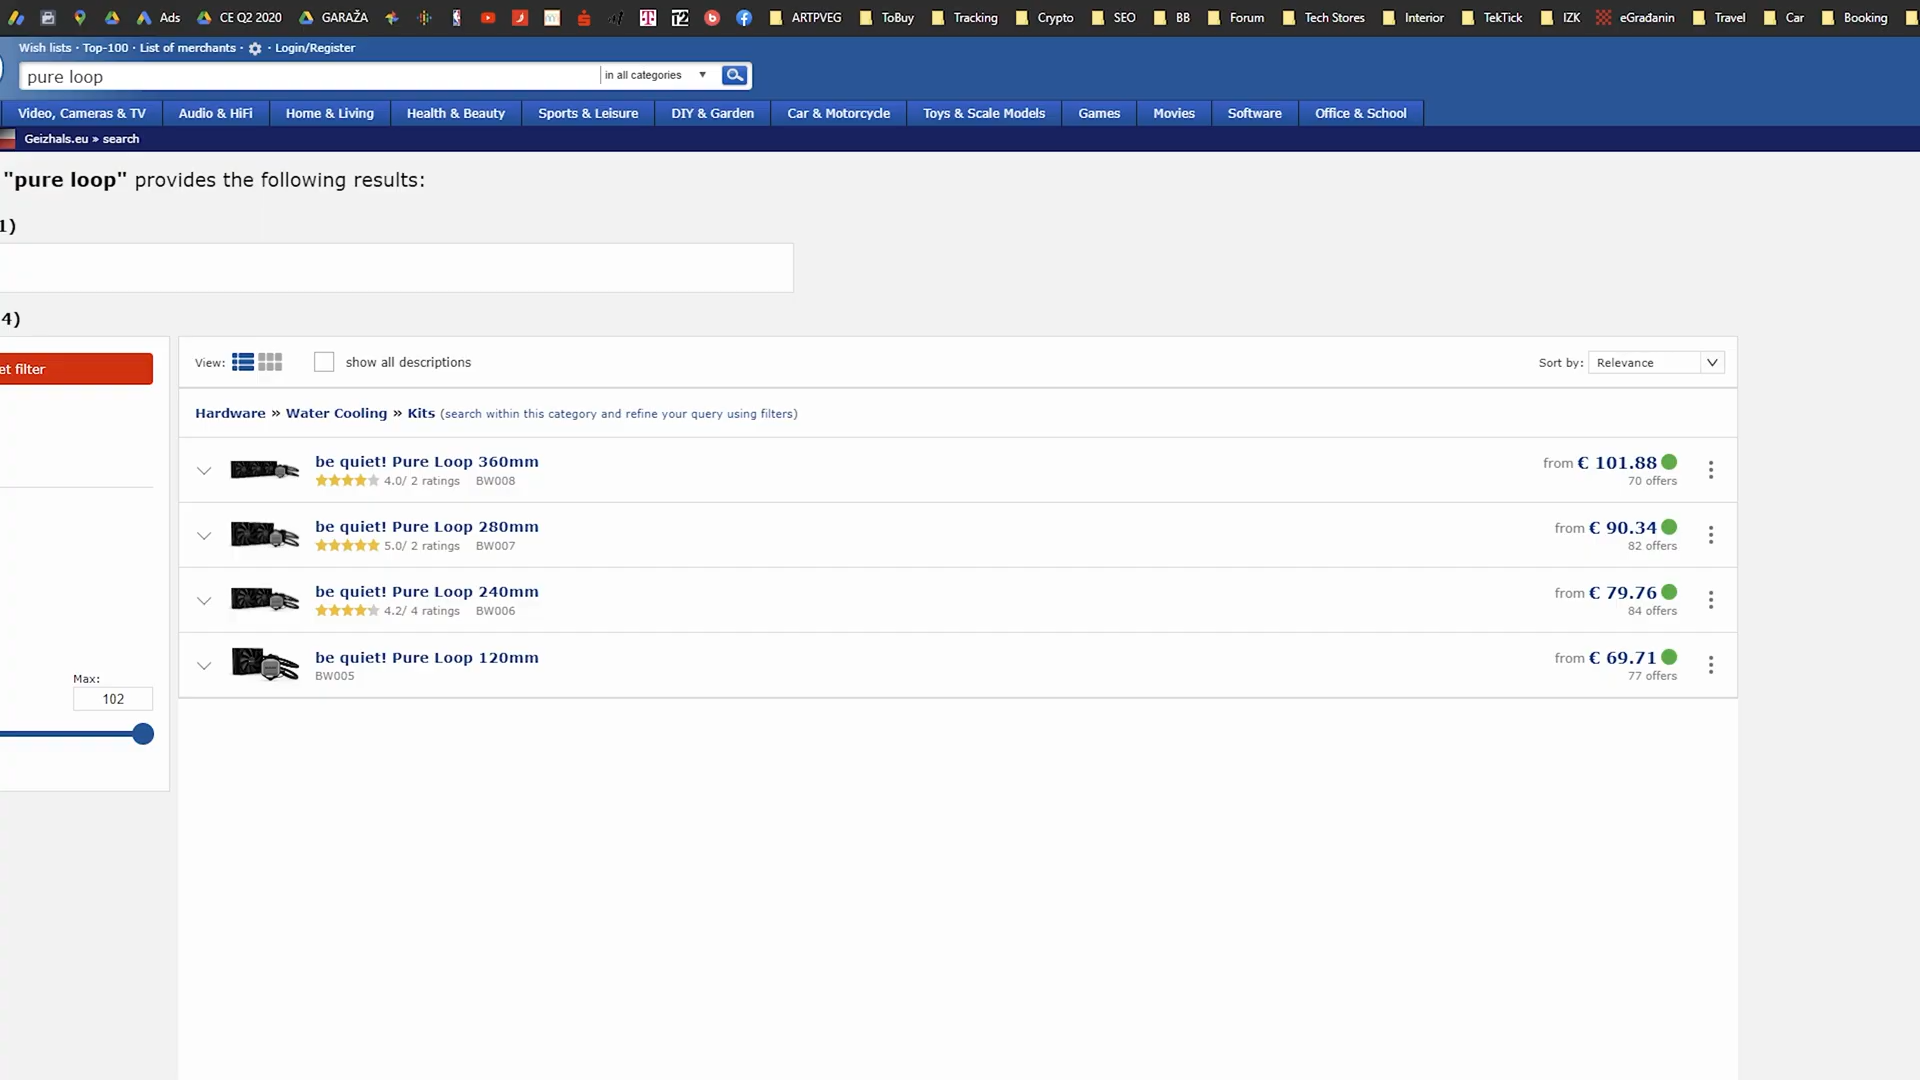 Ads CE Q2 2020 GARAŽA ARTPVEG ToBuy Tracking Crypto SEO BB Forum Tech Stores Interior TekTick IZK eGrađanin Travel Car Booking
Wish lists · Top-100 · List of merchants · · Login/Register
pure loop in all categories
Video, Cameras & TV Audio & HiFi Home & Living Health & Beauty Sports & Leisure DIY & Garden Car & Motorcycle Toys & Scale Models Games Movies Software Office & School
Geizhals.eu » search
"pure loop" provides the following results:
1)
4)
et filter
View: show all descriptions Sort by: Relevance
Hardware » Water Cooling » Kits (search within this category and refine your query using filters)
be quiet! Pure Loop 360mm from € 101.88
4.0/ 2 ratings BW008 70 offers
be quiet! Pure Loop 280mm from € 90.34
5.0/ 2 ratings BW007 82 offers
be quiet! Pure Loop 240mm from € 79.76
4.2/ 4 ratings BW006 84 offers
be quiet! Pure Loop 120mm from € 69.71
BW005 77 offers
Max:
102